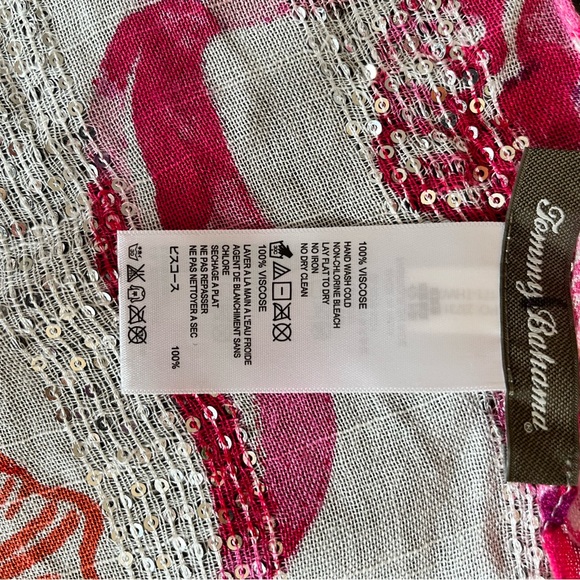 Tommy Bahama®
100% VISCOSE
HAND WASH COLD
NON-CHLORINE BLEACH
LAY FLAT TO DRY
NO IRON
NO DRY CLEAN
100% VISCOSE
LAVER A LA MAIN A L'EAU FROIDE
AGENT DE BLANCHIMENT SANS
CHLORE
SECHAGE A PLAT
NE PAS REPASSER
NE PAS NETTOYER A SEC
ビスコース 100%